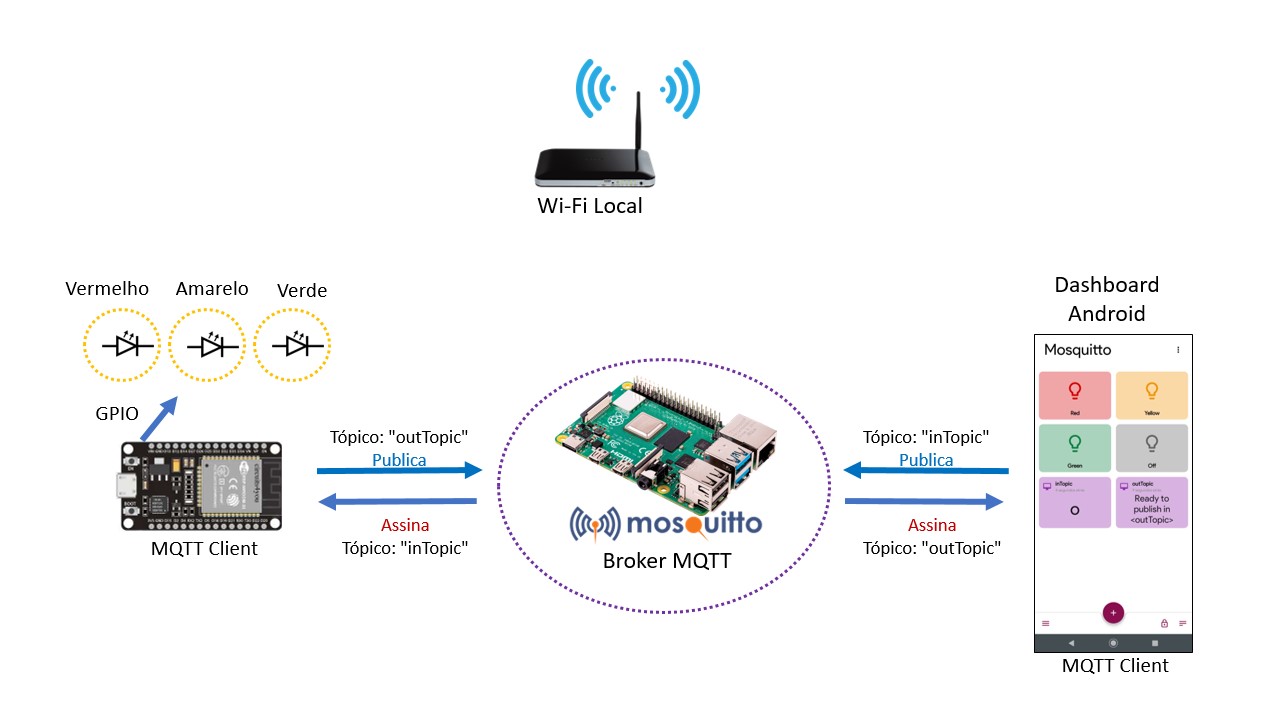 Wi-Fi Local
Vermelho
Amarelo
Verde
GPIO
MQTT Client
Tópico: "outTopic"
Publica
Assina
Tópico: "inTopic"
mosquitto
Broker MQTT
Tópico: "inTopic"
Publica
Assina
Tópico: "outTopic"
Dashboard
Android
Mosquitto
Red
Yellow
Green
Off
inTopic
O
outTopic
Ready to
publish in
<outTopic>
MQTT Client